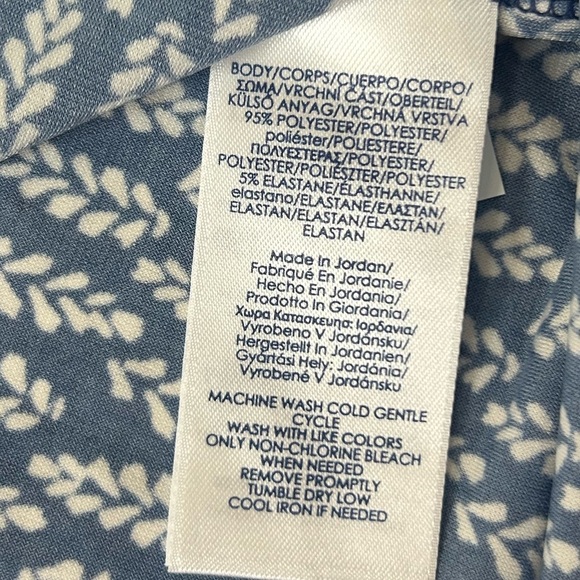 BODY/CORPS/CUERPO/CORPO/
ΣΩΜΑ/VRCHNÍ ČÁST/OBERTEIL/
KÜLSŐ ANYAG/VRCHNÁ VRSTVA
95% POLYESTER/POLYESTER/
poliéster/POLIESTERE/
ΠΟΛΥΕΣΤΕΡΑΣ/POLYESTER/
POLYESTER/POLIÉSZTER/POLYESTER
5% ELASTANE/ÉLASTHANNE/
elastano/ELASTANE/ΕΛΑΣΤΑΝ/
ELASTAN/ELASTAN/ELASZTÁN/
ELASTAN
Made In Jordan/
Fabriqué En Jordanie/
Hecho En Jordania/
Prodotto In Giordania/
Χωρα Κατασκευησ: Ιορδανια/
Vyrobeno V Jordánsku/
Hergestellt In Jordanien/
Gyártási Hely: Jordánia/
Vyrobené V Jordánsku
MACHINE WASH COLD GENTLE
CYCLE
WASH WITH LIKE COLORS
ONLY NON-CHLORINE BLEACH
WHEN NEEDED
REMOVE PROMPTLY
TUMBLE DRY LOW
COOL IRON IF NEEDED